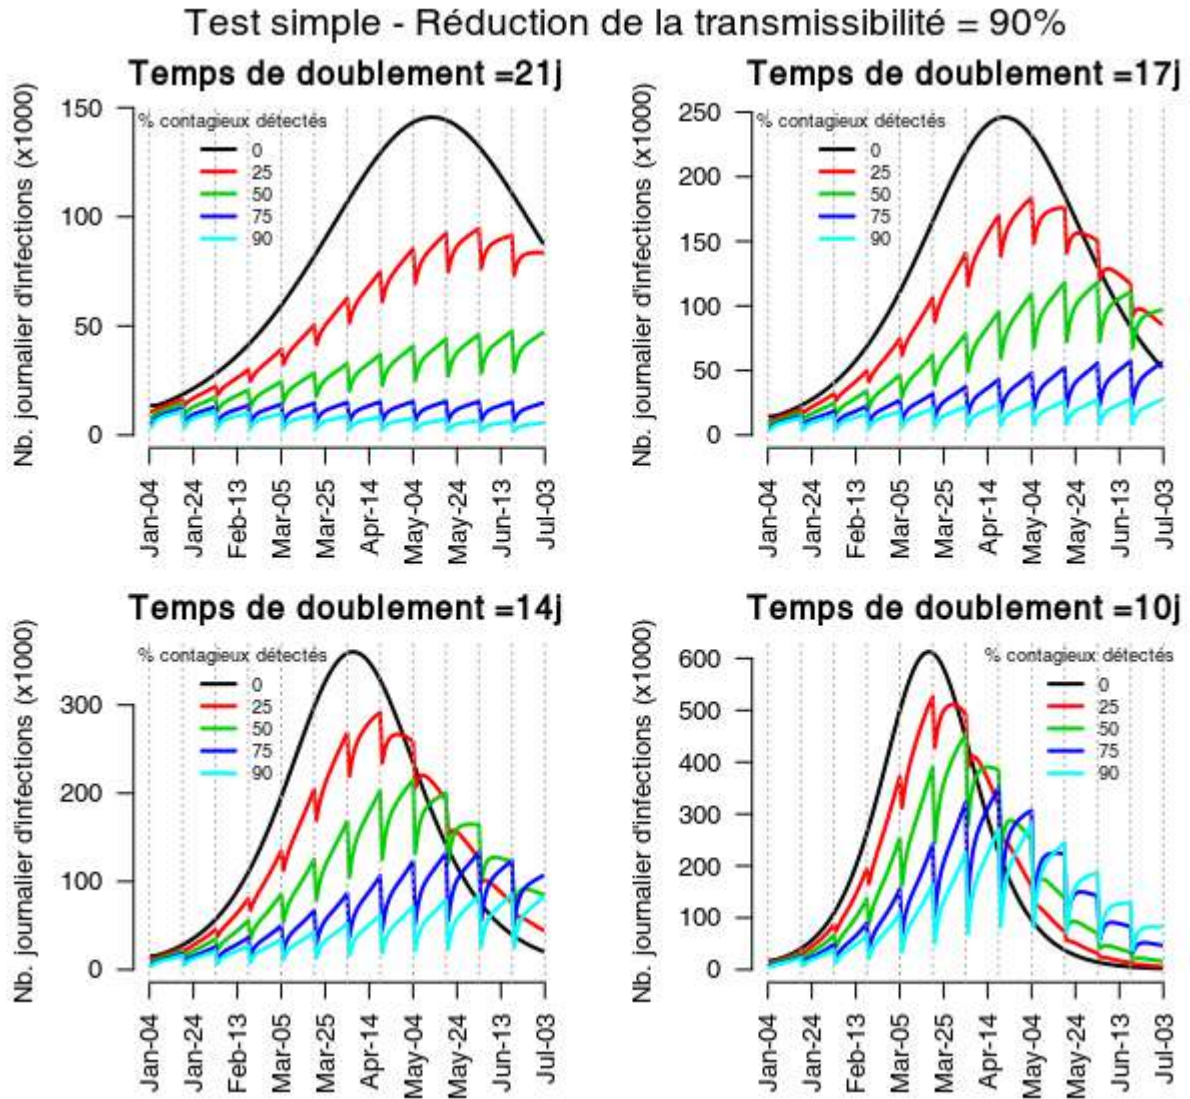 Test simple - Réduction de la transmissibilité = 90%
Temps de doublement =21j
Nb. journalier d'infections (x1000)
150
100
50
0
% contagieux détectés
0
25
50
75
90
Jan-04
Jan-24
Feb-13
Mar-05
Mar-25
Apr-14
May-04
May-24
Jun-13
Jul-03
Temps de doublement =17j
Nb. journalier d'infections (x1000)
250
200
150
100
50
0
% contagieux détectés
0
25
50
75
90
Jan-04
Jan-24
Feb-13
Mar-05
Mar-25
Apr-14
May-04
May-24
Jun-13
Jul-03
Temps de doublement =14j
Nb. journalier d'infections (x1000)
300
200
100
0
% contagieux détectés
0
25
50
75
90
Jan-04
Jan-24
Feb-13
Mar-05
Mar-25
Apr-14
May-04
May-24
Jun-13
Jul-03
Temps de doublement =10j
Nb. journalier d'infections (x1000)
600
500
400
300
200
100
0
% contagieux détectés
0
25
50
75
90
Jan-04
Jan-24
Feb-13
Mar-05
Mar-25
Apr-14
May-04
May-24
Jun-13
Jul-03